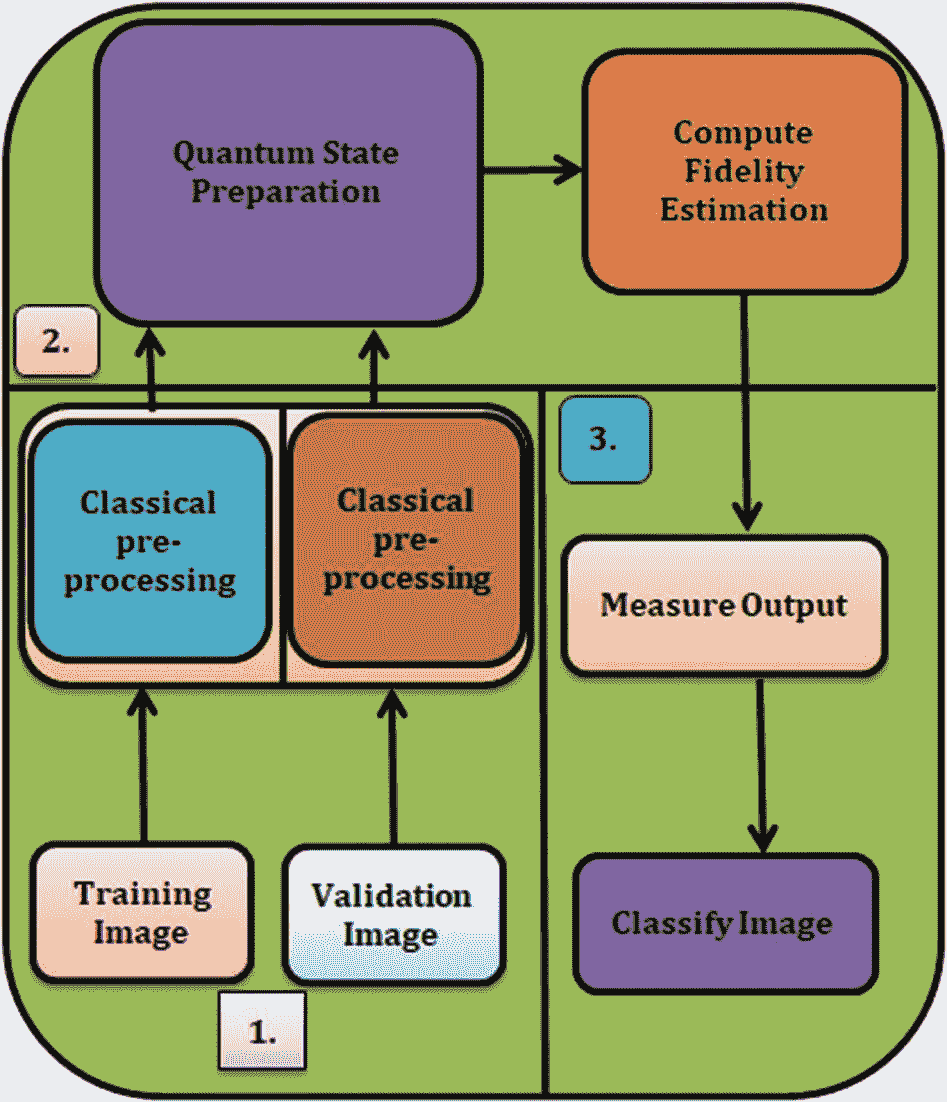 Quantum State
Preparation
Compute
Fidelity
Estimation
2.
Classical
pre-
processing
Classical
pre-
processing
3.
Measure Output
Training
Image
Validation
Image
Classify Image
1.